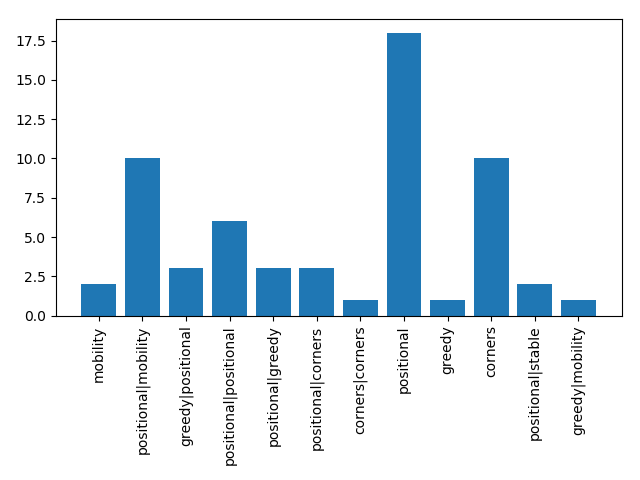 17.5
15.0
12.5
10.0
7.5
5.0
2.5
0.0
mobility
positional|mobility
greedy|positional
positional|positional
positional|greedy
positional|corners
corners|corners
positional
greedy
corners
positional|stable
greedy|mobility